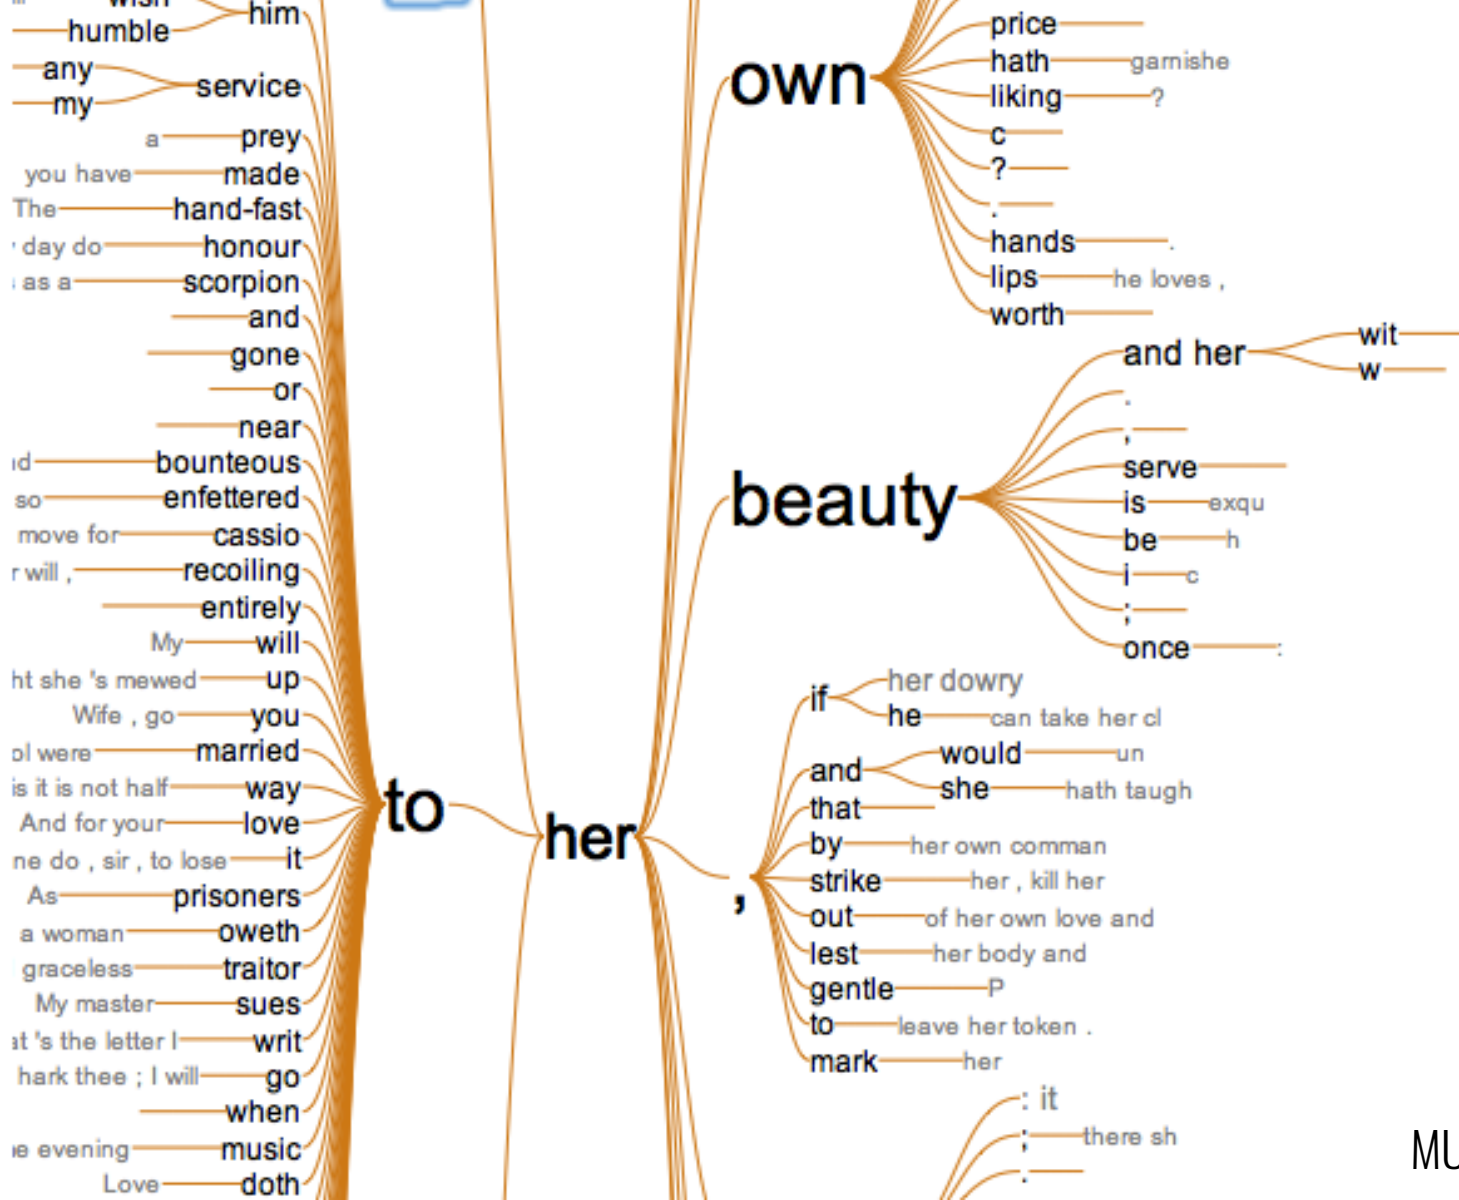 him
humble
any
service
my
a prey
you have made
The hand-fast
day do honour
as a scorpion
and
gone
or
near
bounteous
so enfettered
move for cassio
will , recoiling
entirely
My will
she 's mewed up
Wife , go you
were married
is it is not half way
And for your love
do , sir , to lose it
As prisoners
a woman oweth
graceless traitor
My master sues
's the letter I writ
hark thee ; I will go
when
evening music
Love doth
to
her
own
price
hath garnishe
liking ?
c
?
.
hands .
lips he loves ,
worth
beauty
and her
wit
w
.
,
serve
is exqu
be h
i c
;
once :
,
if
her dowry
he can take her cl
and
would un
she hath taugh
that
by her own comman
strike her , kill her
out of her own love and
lest her body and
gentle P
to leave her token .
mark her
: it
; there sh
.
MU